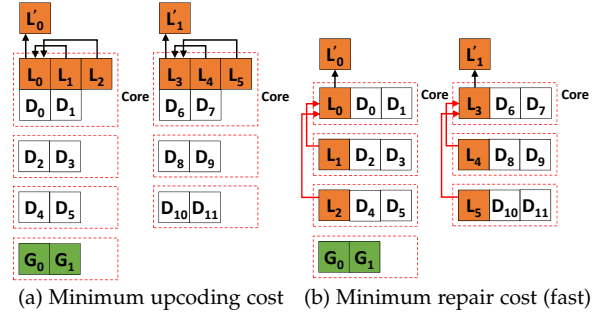 L'0 L'1
L0 L1 L2 Core L3 L4 L5 Core
D0 D1 D6 D7
D2 D3 D8 D9
D4 D5 D10 D11
G0 G1
(a) Minimum upcoding cost
L'0 L'1
L0 D0 D1 Core L3 D6 D7 Core
L1 D2 D3 L4 D8 D9
L2 D4 D5 L5 D10 D11
G0 G1
(b) Minimum repair cost (fast)